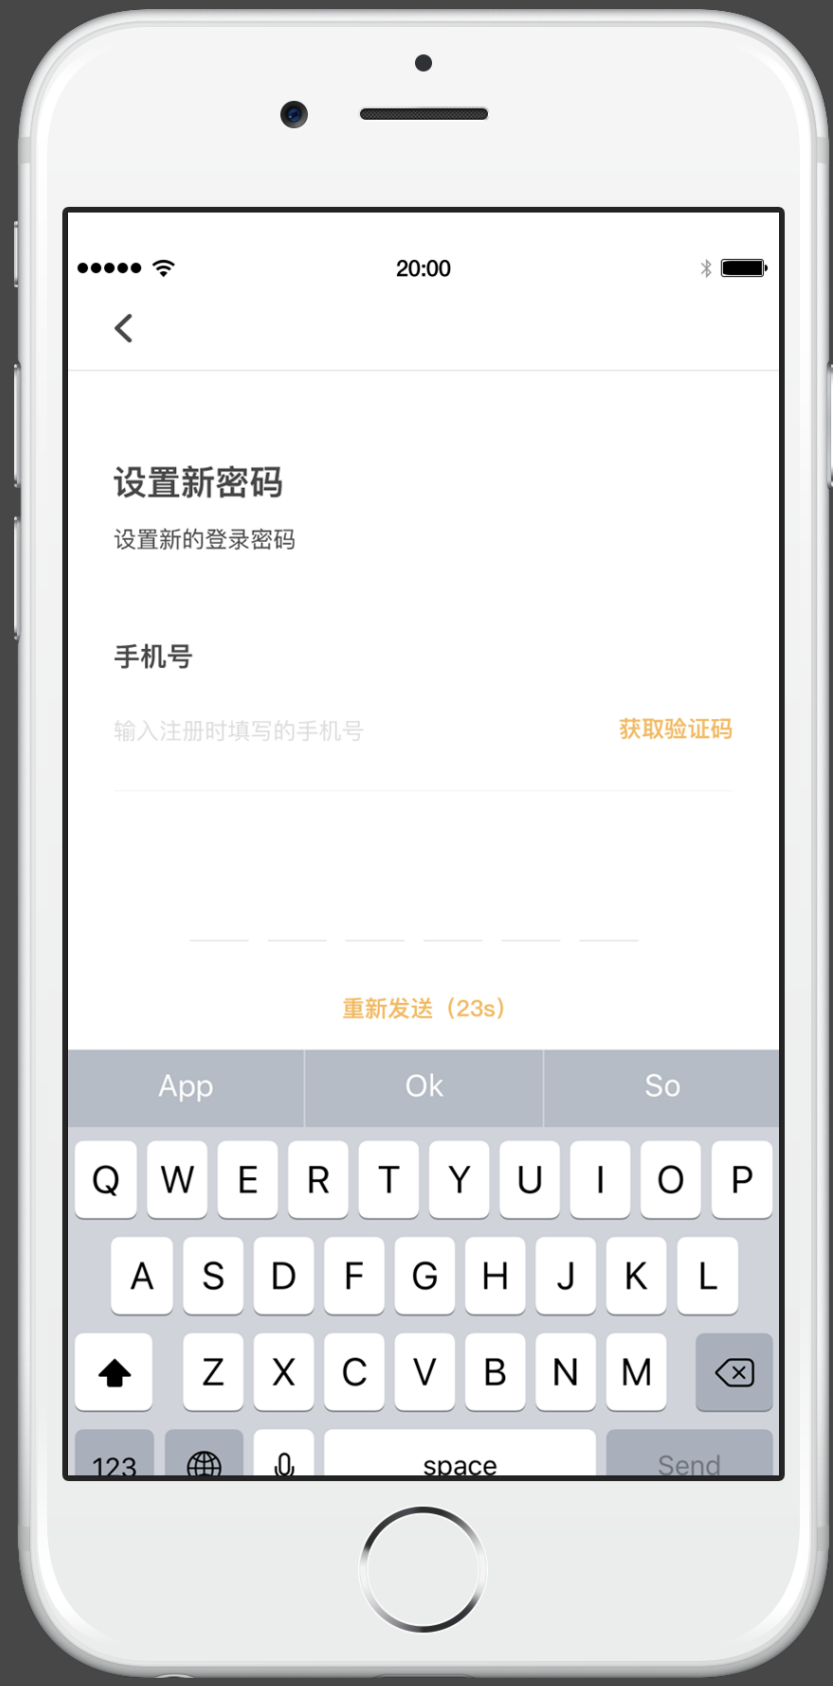 20:00
设置新密码
设置新的登录密码
手机号
输入注册时填写的手机号 获取验证码
重新发送（23s）
App Ok So
Q W E R T Y U I O P
A S D F G H J K L
Z X C V B N M
123 space Send